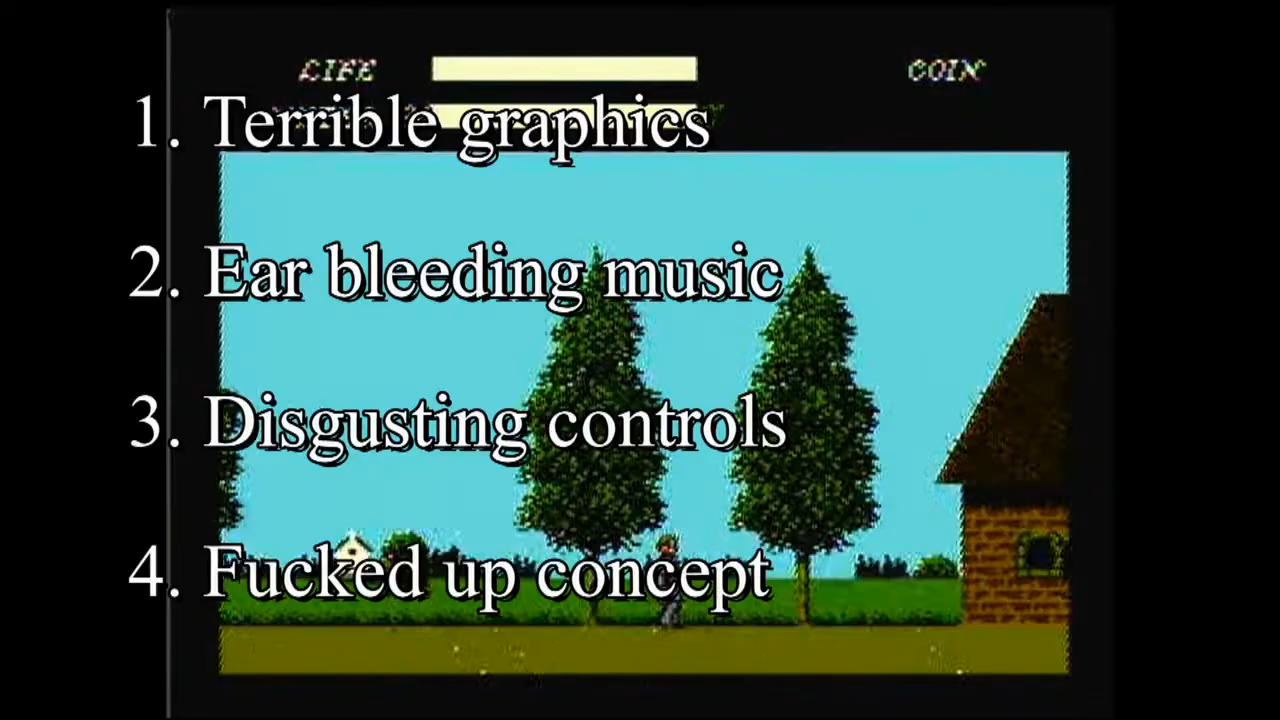 LIFE COIN
1. Terrible graphics
2. Ear bleeding music
3. Disgusting controls
4. Fucked up concept